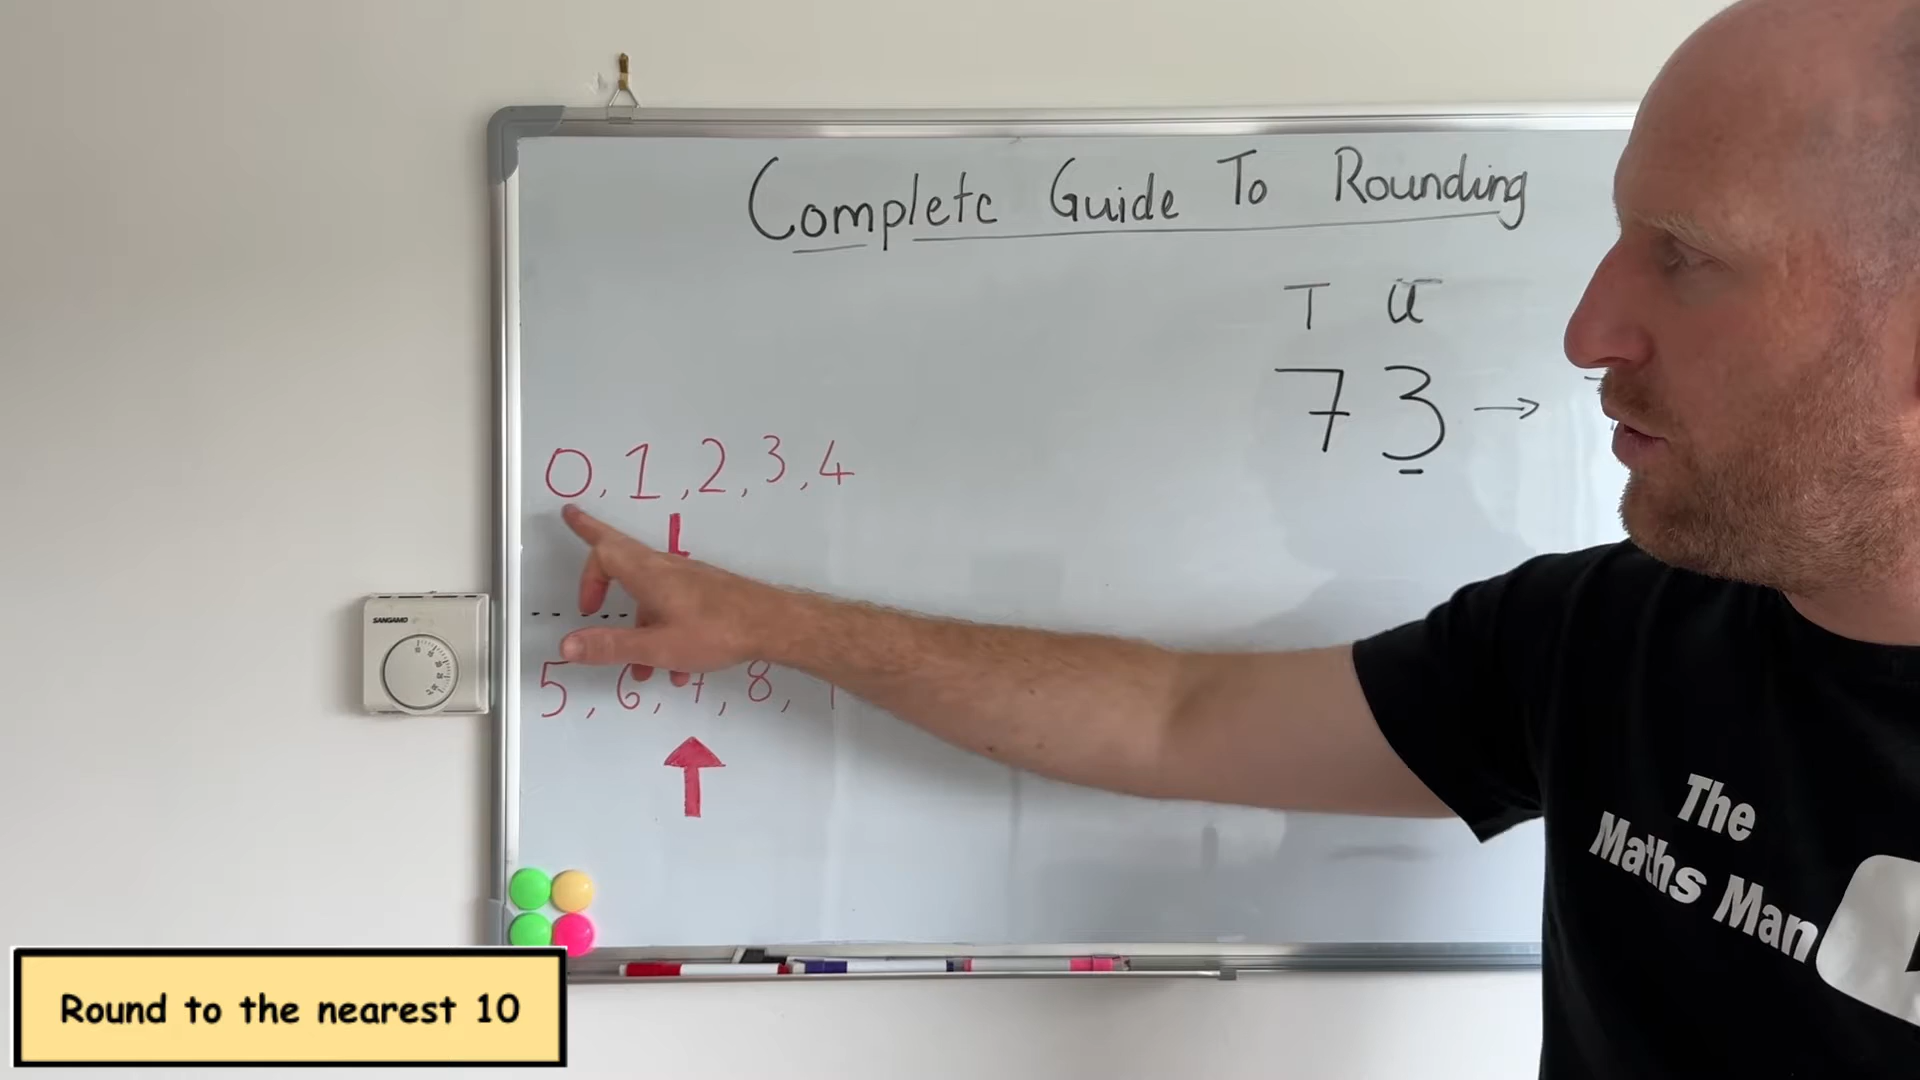 Complete Guide To Rounding
T U
73 →
0, 1, 2, 3, 4
SANGAMO
5, 6, 7, 8,
The
Maths Man
Round to the nearest 10